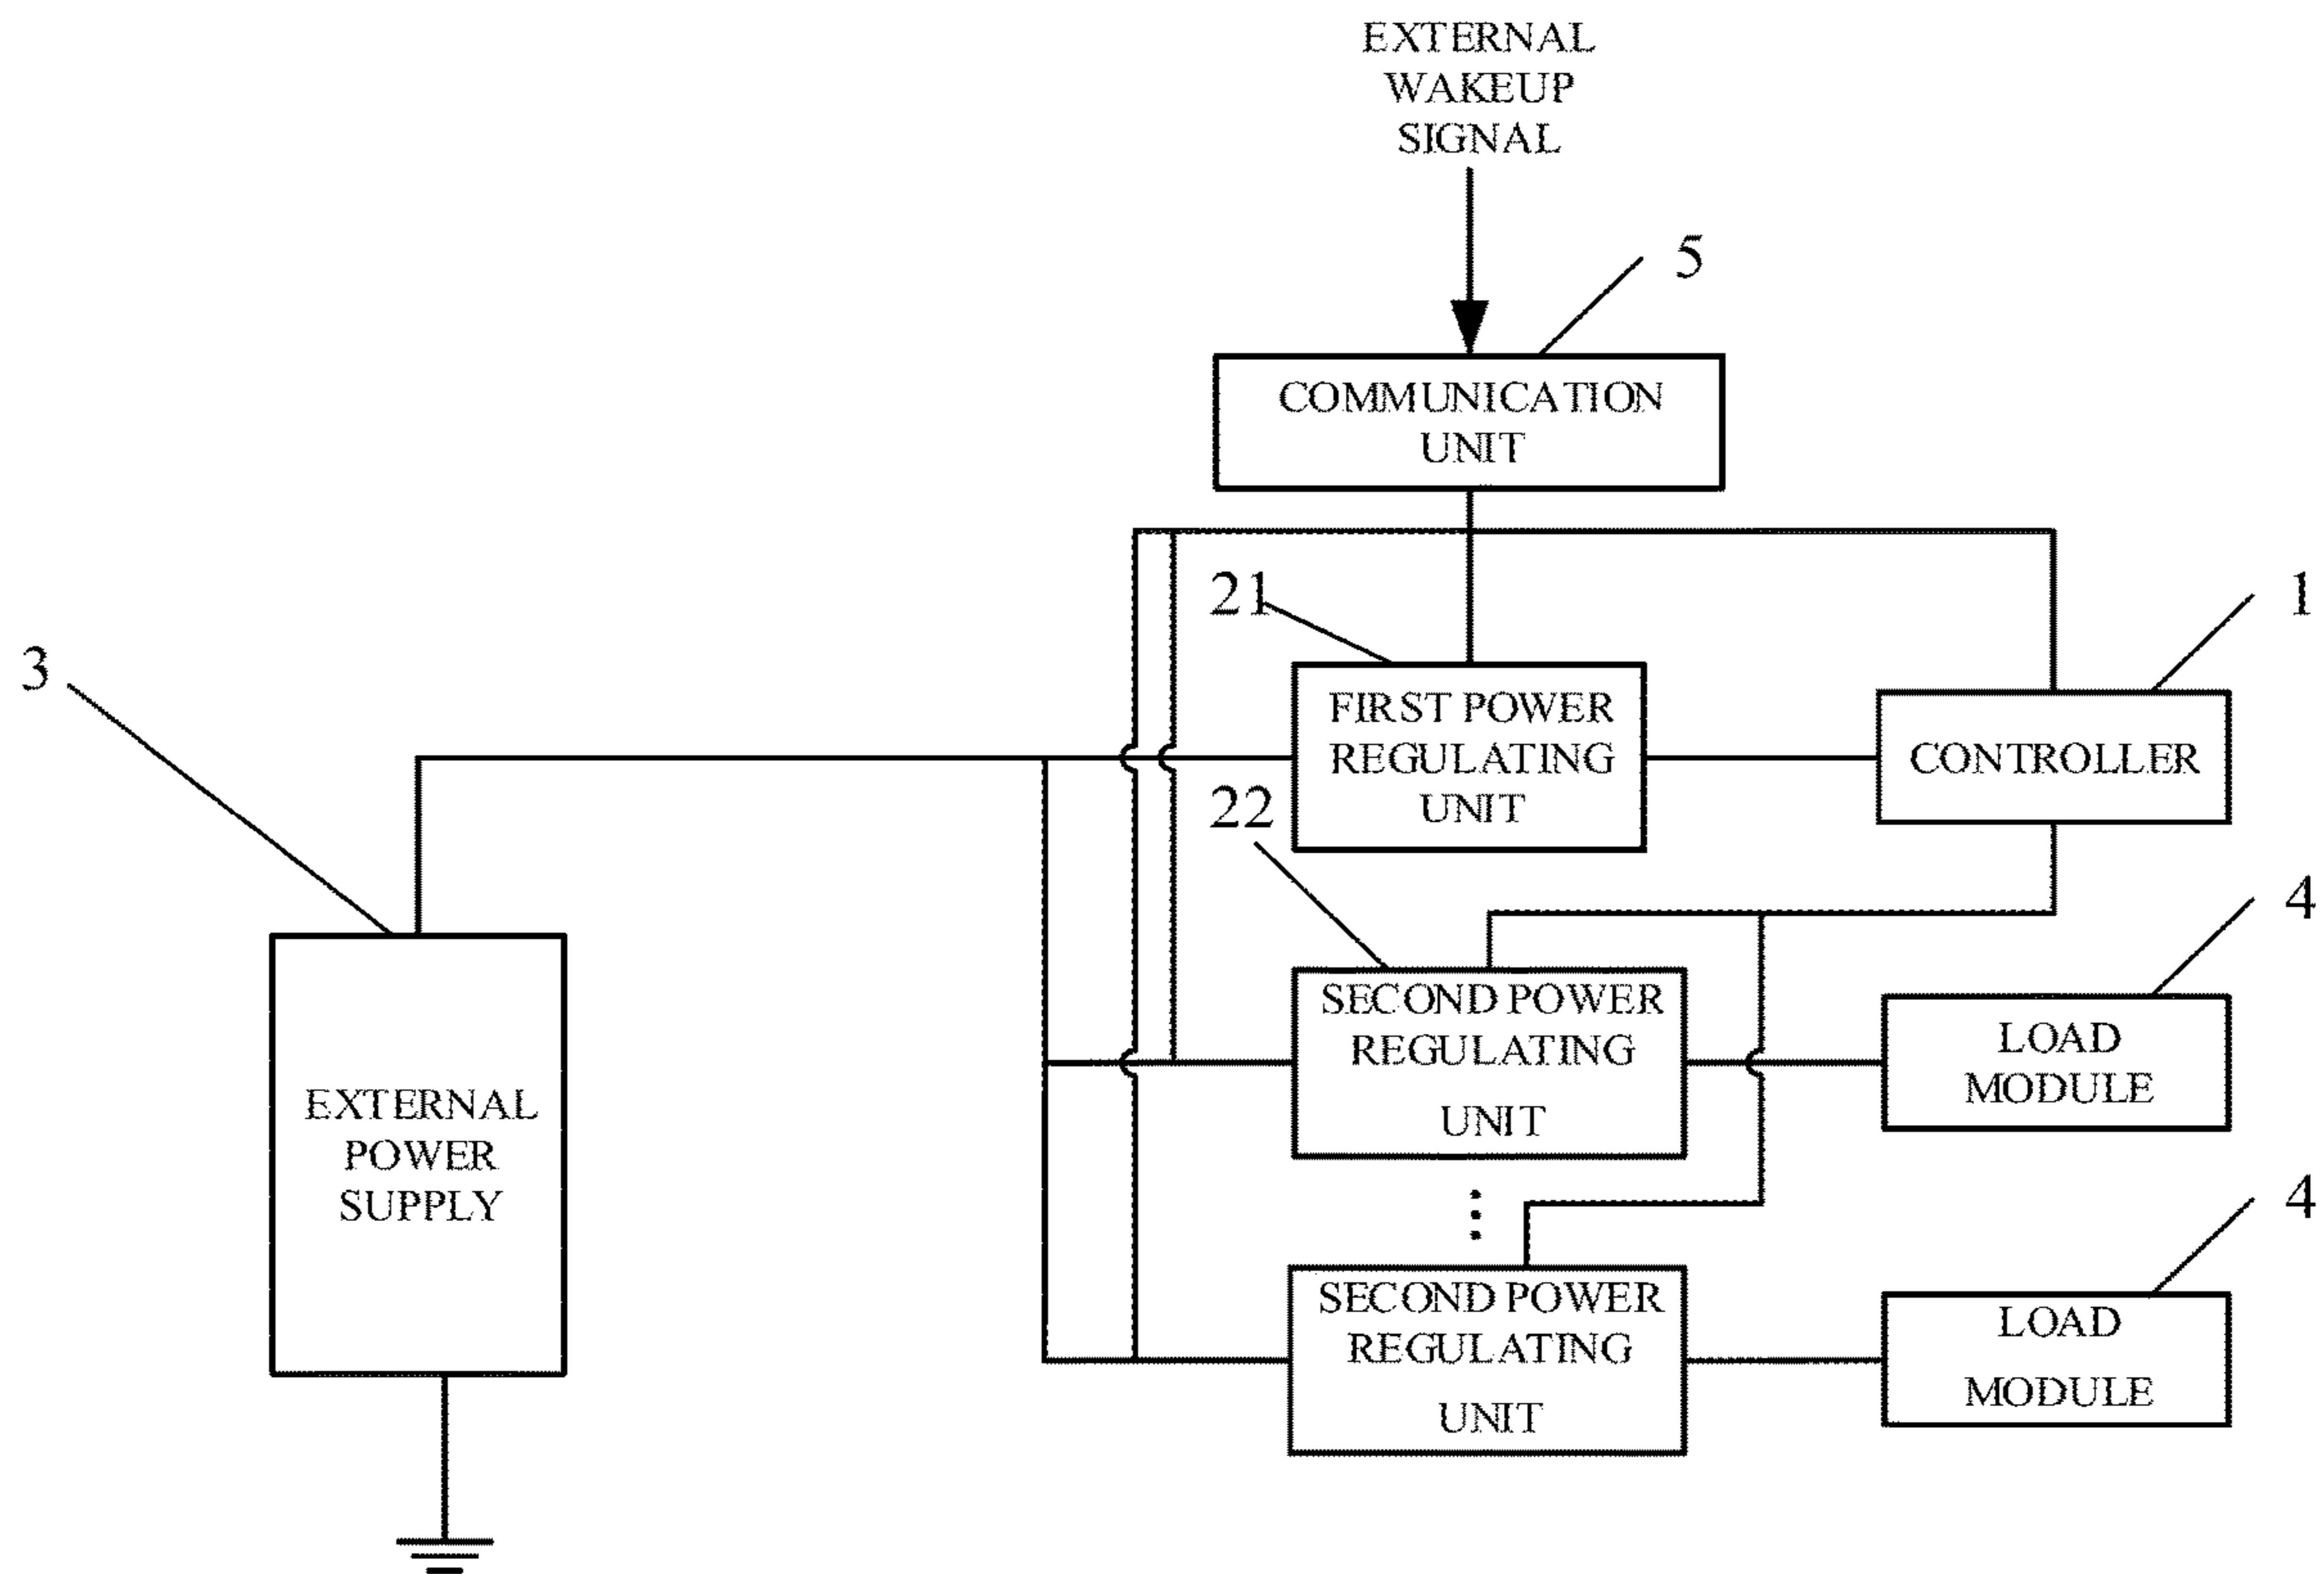 EXTERNAL
WAKEUP
SIGNAL
5
COMMUNICATION
UNIT
21
1
3
FIRST POWER
REGULATING
UNIT
CONTROLLER
22
4
SECOND POWER
REGULATING
UNIT
LOAD
MODULE
EXTERNAL
POWER
SUPPLY
4
SECOND POWER
REGULATING
UNIT
LOAD
MODULE